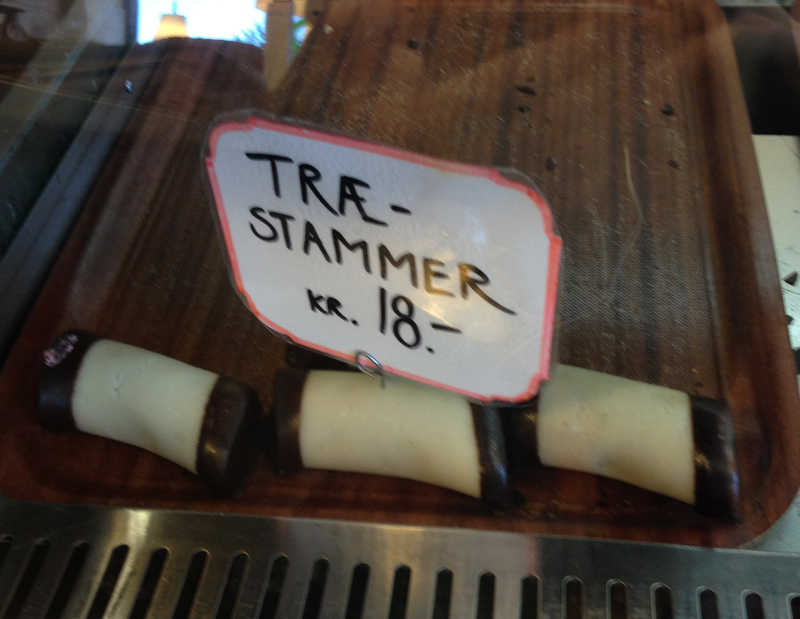 TRÆ-
STAMMER
KR. 18.-